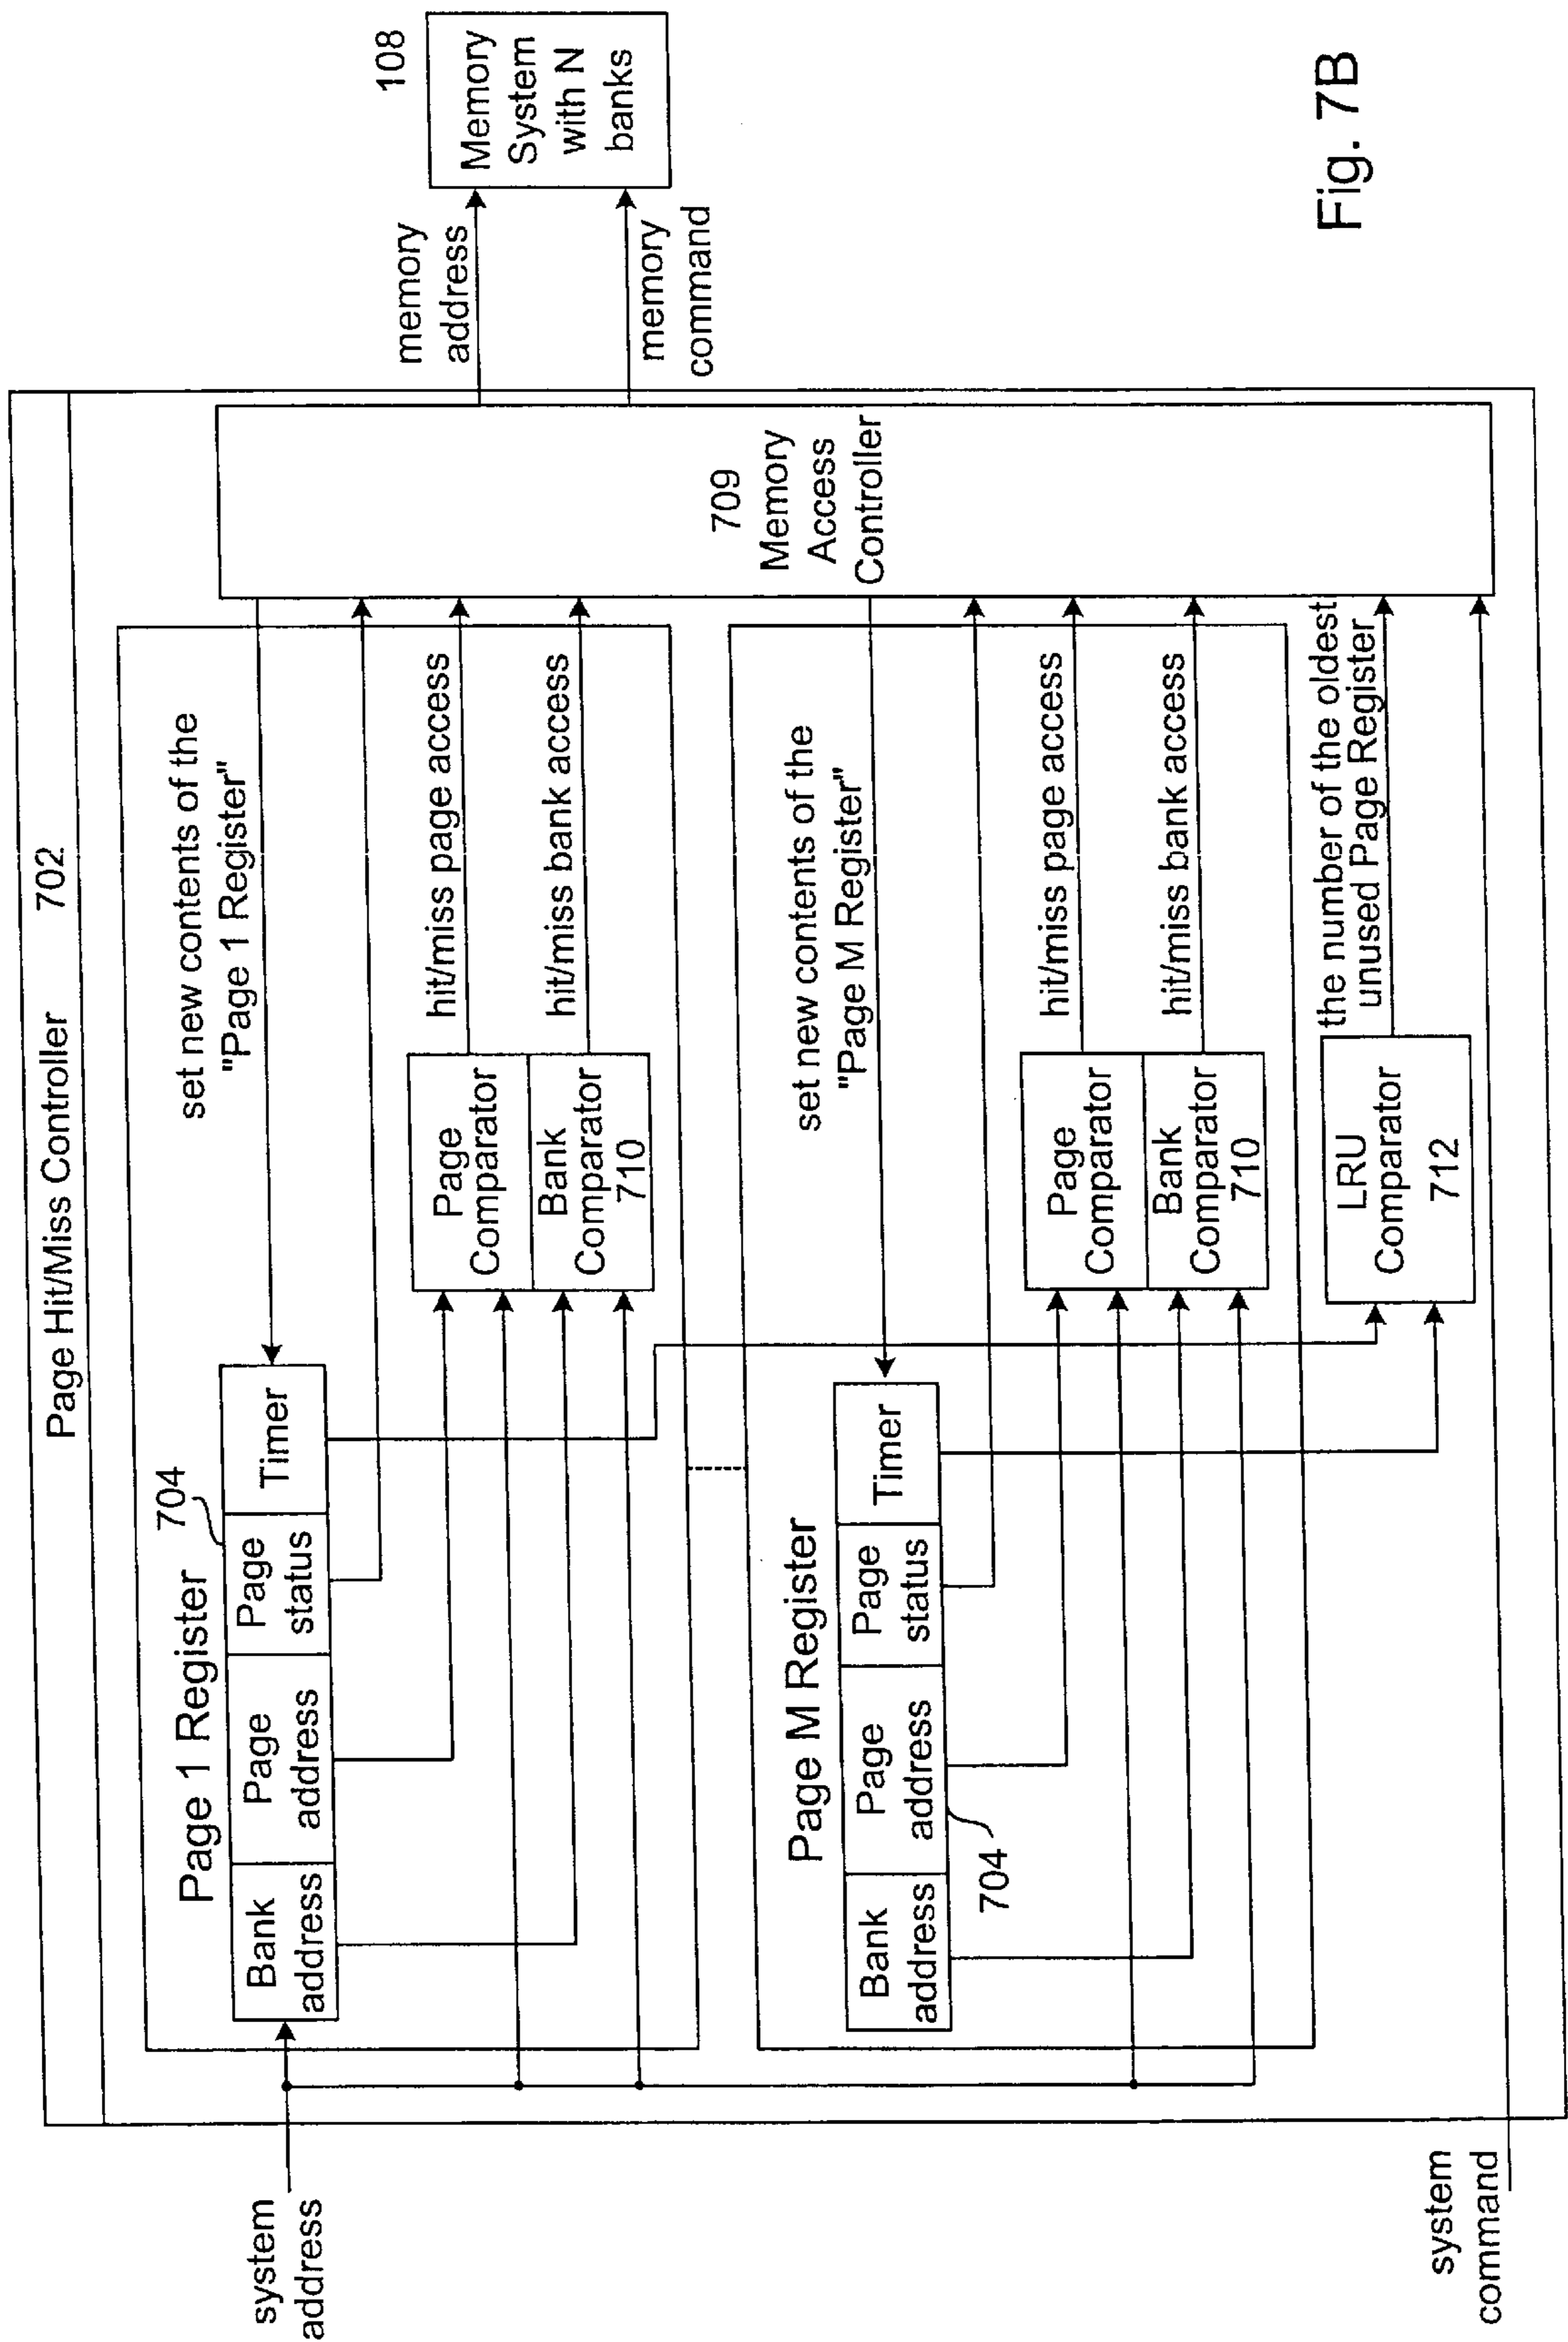 Page Hit/Miss Controller 702
system
address
Page 1 Register
704
Bank
address
Page
address
Page
status
Timer
set new contents of the
"Page 1 Register"
Page
Comparator
Bank
Comparator
710
hit/miss page access
hit/miss bank access
Page M Register
704
Bank
address
Page
address
Page
status
Timer
set new contents of the
"Page M Register"
Page
Comparator
Bank
Comparator
710
hit/miss page access
hit/miss bank access
LRU
Comparator
712
the number of the oldest
unused Page Register
system
command
709
Memory
Access
Controller
memory
address
memory
command
108
Memory
System
with N
banks
Fig. 7B